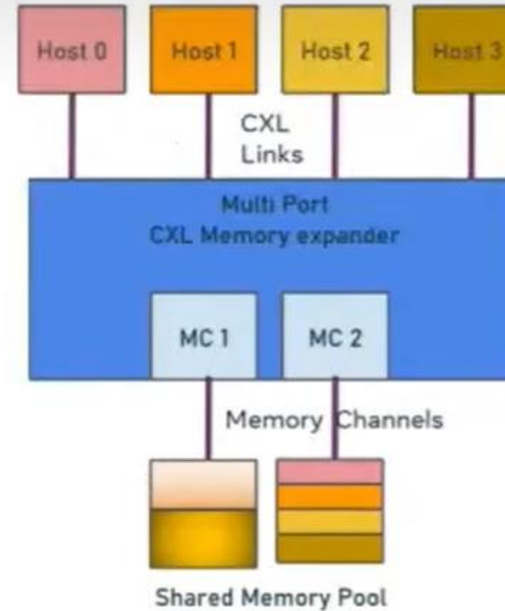 Host 0
Host 1
Host 2
Host 3
CXL
Links
Multi Port
CXL Memory expander
MC 1
MC 2
Memory Channels
Shared Memory Pool